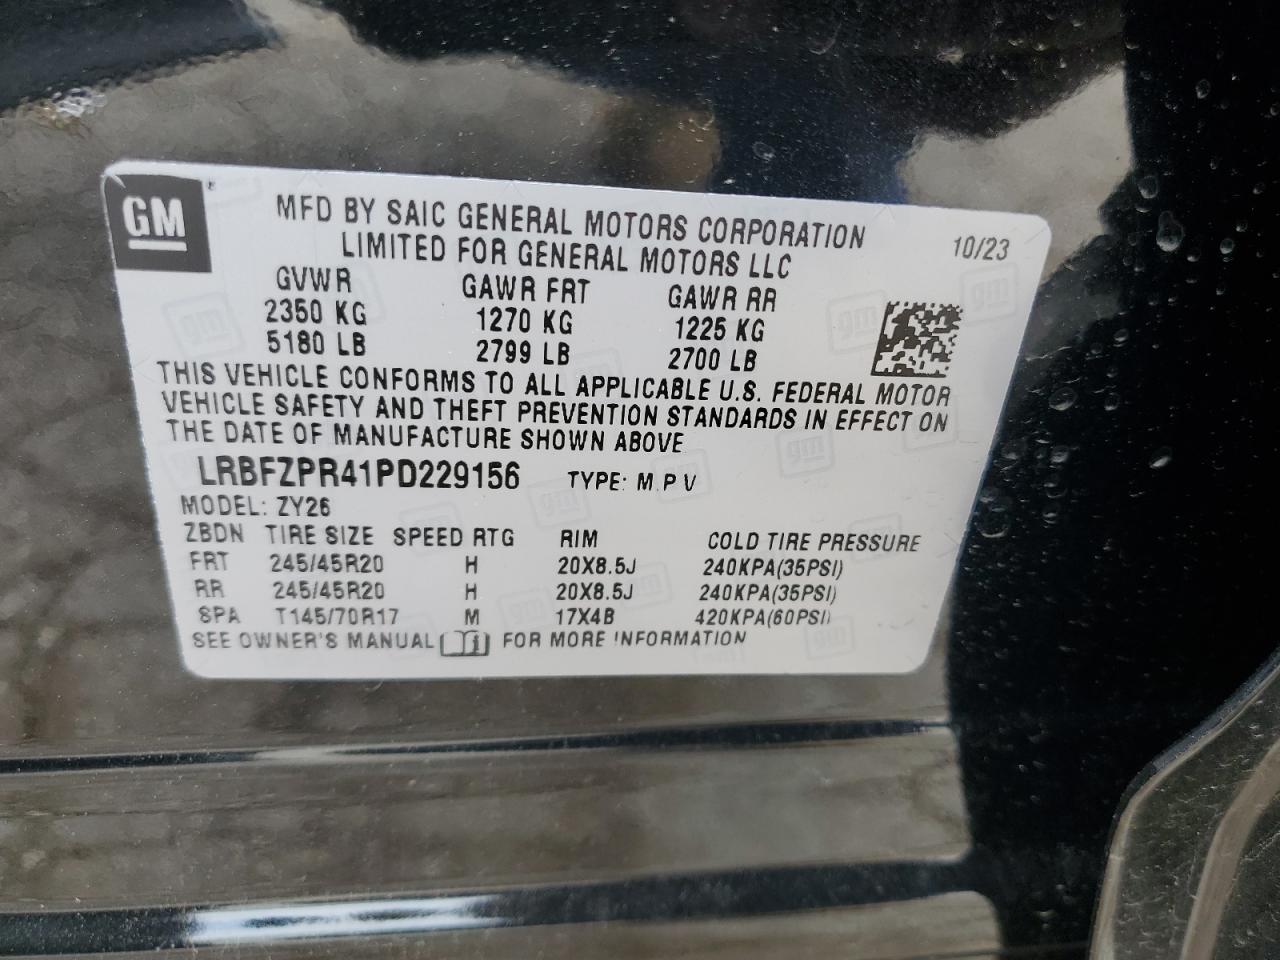 GM
MFD BY SAIC GENERAL MOTORS CORPORATION
LIMITED FOR GENERAL MOTORS LLC
10/23
GVWR GAWR FRT GAWR RR
2350 KG 1270 KG 1225 KG
5180 LB 2799 LB 2700 LB
THIS VEHICLE CONFORMS TO ALL APPLICABLE U.S. FEDERAL MOTOR
VEHICLE SAFETY AND THEFT PREVENTION STANDARDS IN EFFECT ON
THE DATE OF MANUFACTURE SHOWN ABOVE
LRBFZPR41PD229156 TYPE: M P V
MODEL: ZY26
ZBDN TIRE SIZE SPEED RTG RIM COLD TIRE PRESSURE
FRT 245/45R20 H 20X8.5J 240KPA(35PSI)
RR 245/45R20 H 20X8.5J 240KPA(35PSI)
SPA T145/70R17 M 17X4B 420KPA(60PSI)
SEE OWNER'S MANUAL FOR MORE INFORMATION